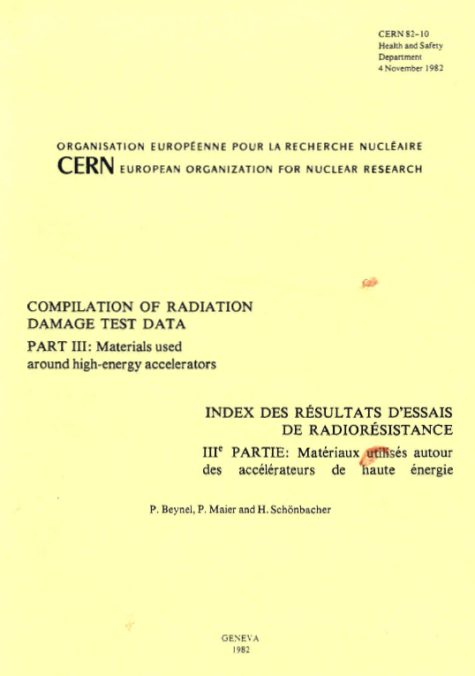 CERN 82-10
Health and Safety
Department
4 November 1982
ORGANISATION EUROPÉENNE POUR LA RECHERCHE NUCLÉAIRE
CERN EUROPEAN ORGANIZATION FOR NUCLEAR RESEARCH
COMPILATION OF RADIATION
DAMAGE TEST DATA
PART III: Materials used
around high-energy accelerators
INDEX DES RÉSULTATS D'ESSAIS
DE RADIORÉSISTANCE
IIIe PARTIE: Matériaux utilisés autour
des accélérateurs de haute énergie
P. Beynel, P. Maier and H. Schönbacher
GENEVA
1982